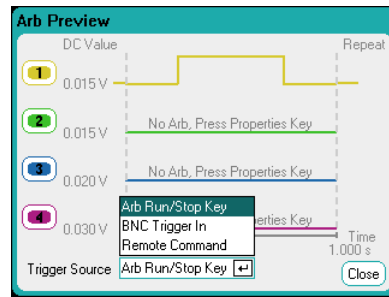 Arb Preview
DC Value Repeat
1 0.015 V
2 0.015 V No Arb, Press Properties Key
3 0.020 V No Arb, Press Properties Key
4 0.030 V perties Key
Arb Run/Stop Key
BNC Trigger In
Remote Command
Time
1.000 s
Trigger Source Arb Run/Stop Key
Close